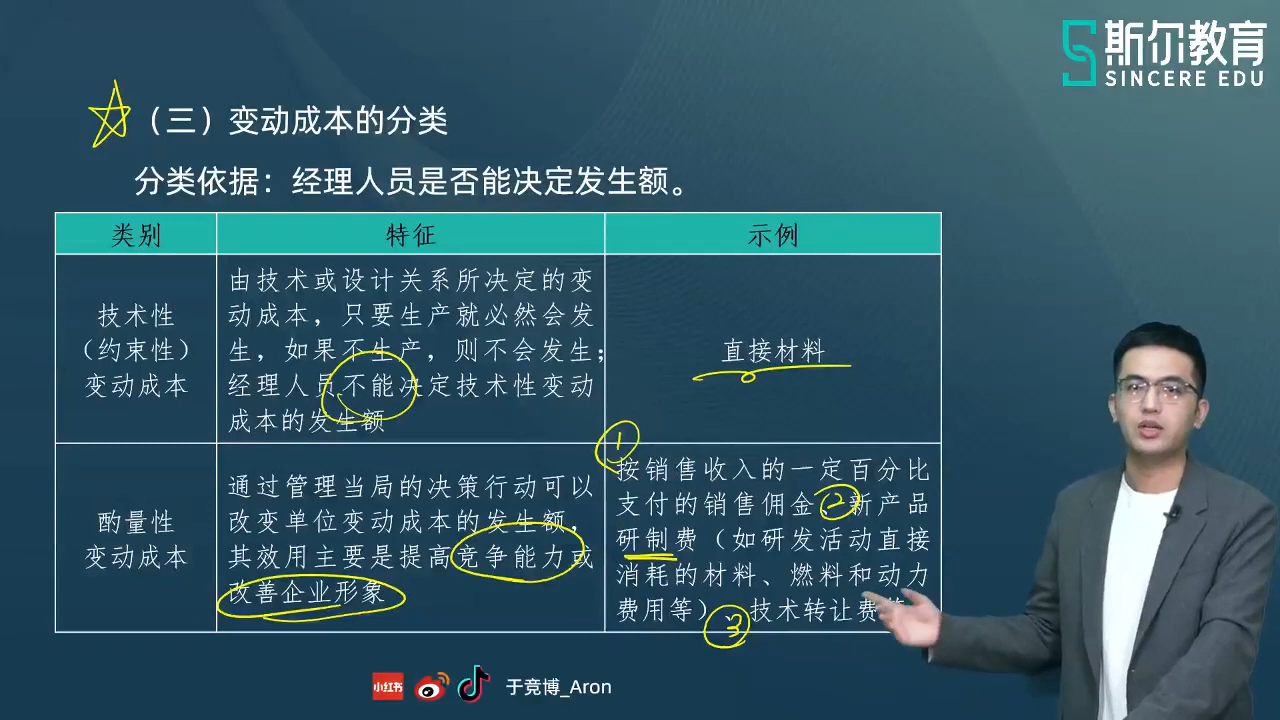 斯尔教育
SINCERE EDU
（三）变动成本的分类
分类依据：经理人员是否能决定发生额。
类别
特征
示例
技术性
（约束性）
变动成本
由技术或设计关系所决定的变
动成本，只要生产就必然会发
生，如果不生产，则不会发生；
经理人员不能决定技术性变动
成本的发生额
直接材料
酌量性
变动成本
通过管理当局的决策行动可以
改变单位变动成本的发生额，
其效用主要是提高竞争能力或
改善企业形象
①
按销售收入的一定百分比
支付的销售佣金、②新产品
研制费（如研发活动直接
消耗的材料、燃料和动力
费用等）、③技术转让费等
小红书
于竞博_Aron